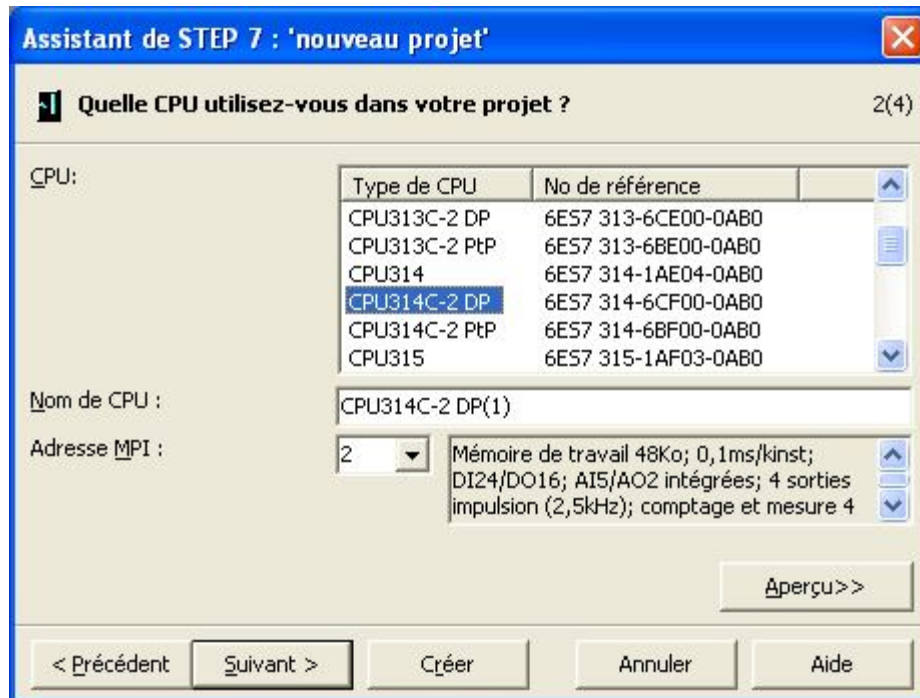 Assistant de STEP 7 : 'nouveau projet'
Quelle CPU utilisez-vous dans votre projet ? 2(4)
CPU:
Type de CPU No de référence
CPU313C-2 DP 6ES7 313-6CE00-0AB0
CPU313C-2 PtP 6ES7 313-6BE00-0AB0
CPU314 6ES7 314-1AE04-0AB0
CPU314C-2 DP 6ES7 314-6CF00-0AB0
CPU314C-2 PtP 6ES7 314-6BF00-0AB0
CPU315 6ES7 315-1AF03-0AB0
Nom de CPU : CPU314C-2 DP(1)
Adresse MPI : 2
Mémoire de travail 48Ko; 0,1ms/kinst;
DI24/DO16; AI5/AO2 intégrées; 4 sorties
impulsion (2,5kHz); comptage et mesure 4
Aperçu>>
< Précédent Suivant > Créer Annuler Aide